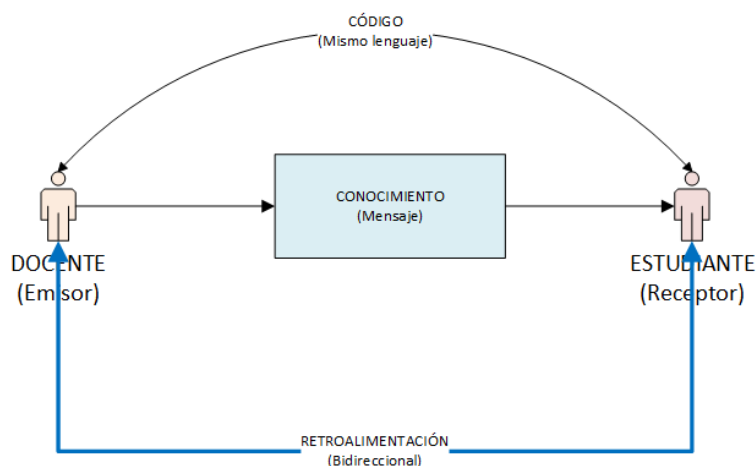 CÓDIGO
(Mismo lenguaje)
CONOCIMIENTO
(Mensaje)
DOCENTE
(Emisor)
ESTUDIANTE
(Receptor)
RETROALIMENTACIÓN
(Bidireccional)